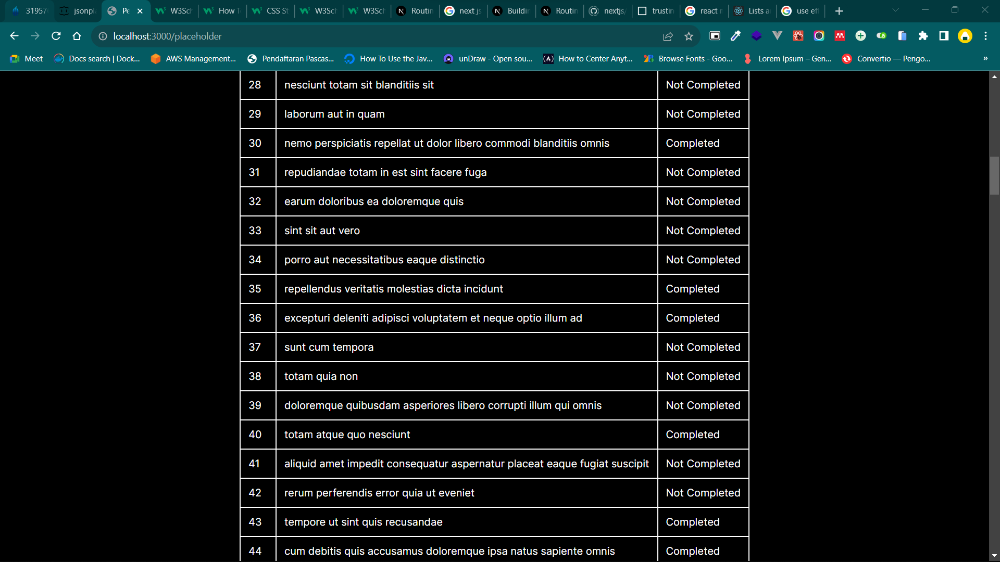 31957
jsonpl
Pe
W3Sch
How T
CSS St
W3Sch
W3Sch
Routin
next js
Buildin
Routin
nextjs/
trustin
react n
Lists a
use eff
localhost:3000/placeholder
Meet
Docs search | Dock...
AWS Management...
Pendaftaran Pascas...
How To Use the Jav...
unDraw - Open sou...
How to Center Anyt...
Browse Fonts - Goo...
Lorem Ipsum – Gen...
Convertio — Pengo...
»
28 nesciunt totam sit blanditiis sit Not Completed
29 laborum aut in quam Not Completed
30 nemo perspiciatis repellat ut dolor libero commodi blanditiis omnis Completed
31 repudiandae totam in est sint facere fuga Not Completed
32 earum doloribus ea doloremque quis Not Completed
33 sint sit aut vero Not Completed
34 porro aut necessitatibus eaque distinctio Not Completed
35 repellendus veritatis molestias dicta incidunt Completed
36 excepturi deleniti adipisci voluptatem et neque optio illum ad Completed
37 sunt cum tempora Not Completed
38 totam quia non Not Completed
39 doloremque quibusdam asperiores libero corrupti illum qui omnis Not Completed
40 totam atque quo nesciunt Completed
41 aliquid amet impedit consequatur aspernatur placeat eaque fugiat suscipit Not Completed
42 rerum perferendis error quia ut eveniet Not Completed
43 tempore ut sint quis recusandae Completed
44 cum debitis quis accusamus doloremque ipsa natus sapiente omnis Completed